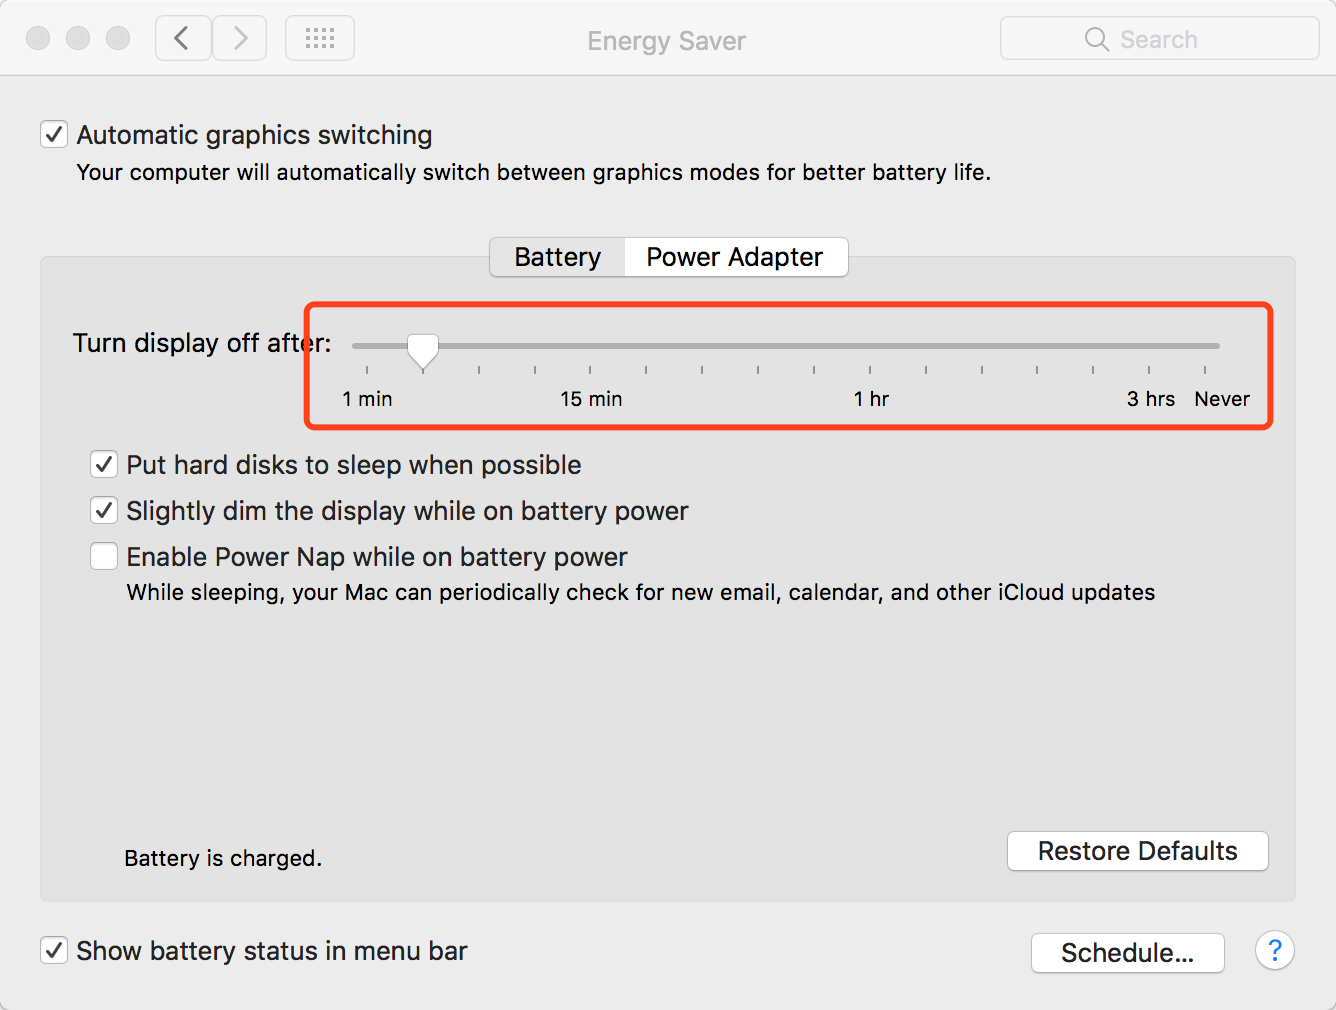 Energy Saver
Search
Automatic graphics switching
Your computer will automatically switch between graphics modes for better battery life.
Battery Power Adapter
Turn display off after:
1 min 15 min 1 hr 3 hrs Never
Put hard disks to sleep when possible
Slightly dim the display while on battery power
Enable Power Nap while on battery power
While sleeping, your Mac can periodically check for new email, calendar, and other iCloud updates
Battery is charged.
Restore Defaults
Show battery status in menu bar
Schedule...
?